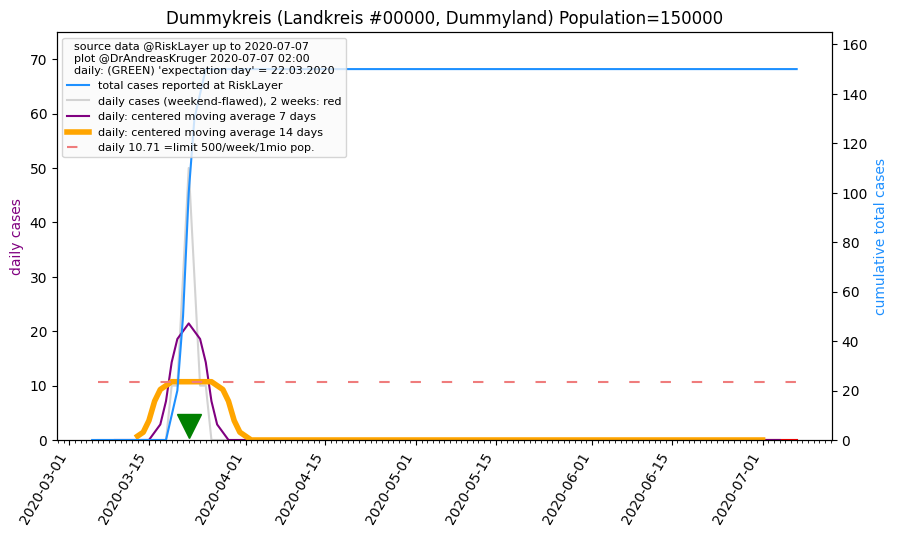 Dummykreis (Landkreis #00000, Dummyland) Population=150000
source data @RiskLayer up to 2020-07-07
plot @DrAndreasKruger 2020-07-07 02:00
daily: (GREEN) 'expectation day' = 22.03.2020
total cases reported at RiskLayer
daily cases (weekend-flawed), 2 weeks: red
daily: centered moving average 7 days
daily: centered moving average 14 days
daily 10.71 =limit 500/week/1mio pop.
daily cases
70
60
50
40
30
20
10
0
160
140
120
100
80
60
40
20
0
cumulative total cases
2020-03-01
2020-03-15
2020-04-01
2020-04-15
2020-05-01
2020-05-15
2020-06-01
2020-06-15
2020-07-01